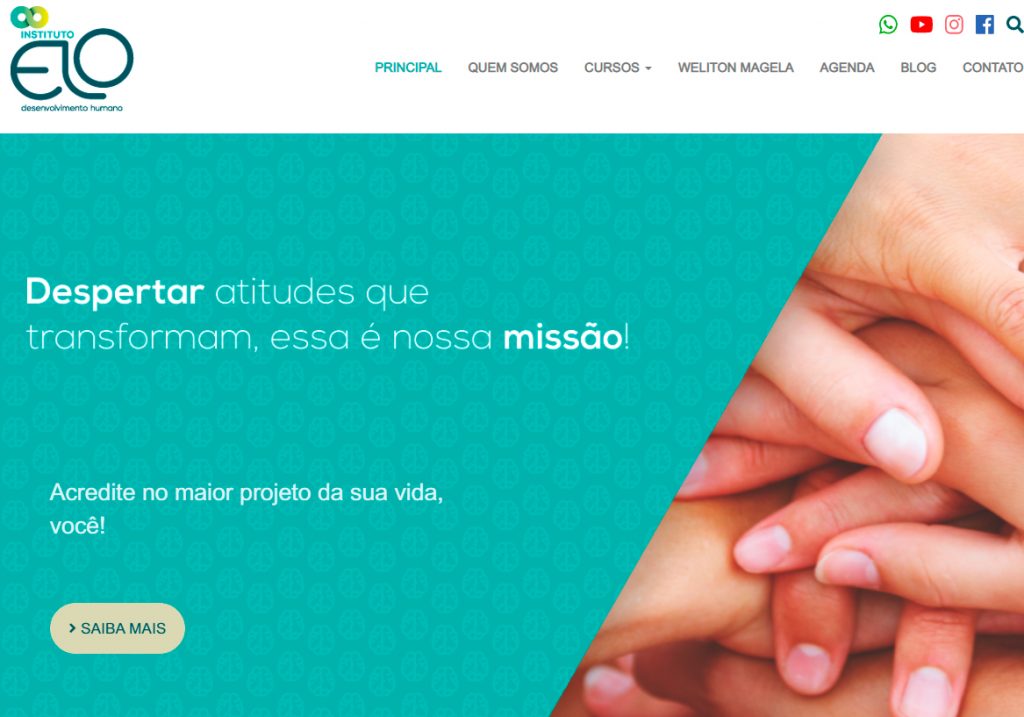 INSTITUTO
ELO
desenvolvimento humano
PRINCIPAL QUEM SOMOS CURSOS WELITON MAGELA AGENDA BLOG CONTATO
Despertar atitudes que
transformam, essa é nossa missão!
Acredite no maior projeto da sua vida,
você!
SAIBA MAIS